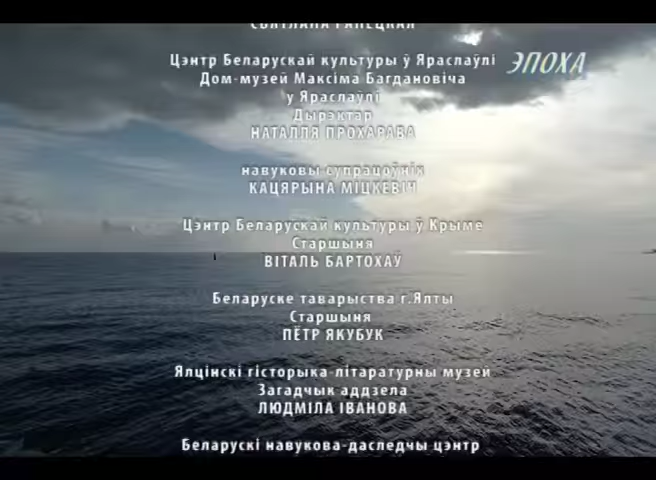 Цэнтр Беларускай культуры ў Яраслаўлі
ЭПОХА
Дом-музей Максіма Багдановіча
у Яраслаўлі
Дырэктар
НАТАЛЛЯ ПРОХАРАВА
навуковы супрацоўнік
КАЦЯРЫНА МІЦКЕВІЧ
Цэнтр Беларускай культуры ў Крыме
Старшыня
ВІТАЛЬ БАРТОХАЎ
Беларуске таварыства г.Ялты
Старшыня
ПЁТР ЯКУБУК
Ялцінскі гісторыка-літаратурны музей
Загадчык аддзела
ЛЮДМІЛА ІВАНОВА
Беларускі навукова-даследчы цэнтр